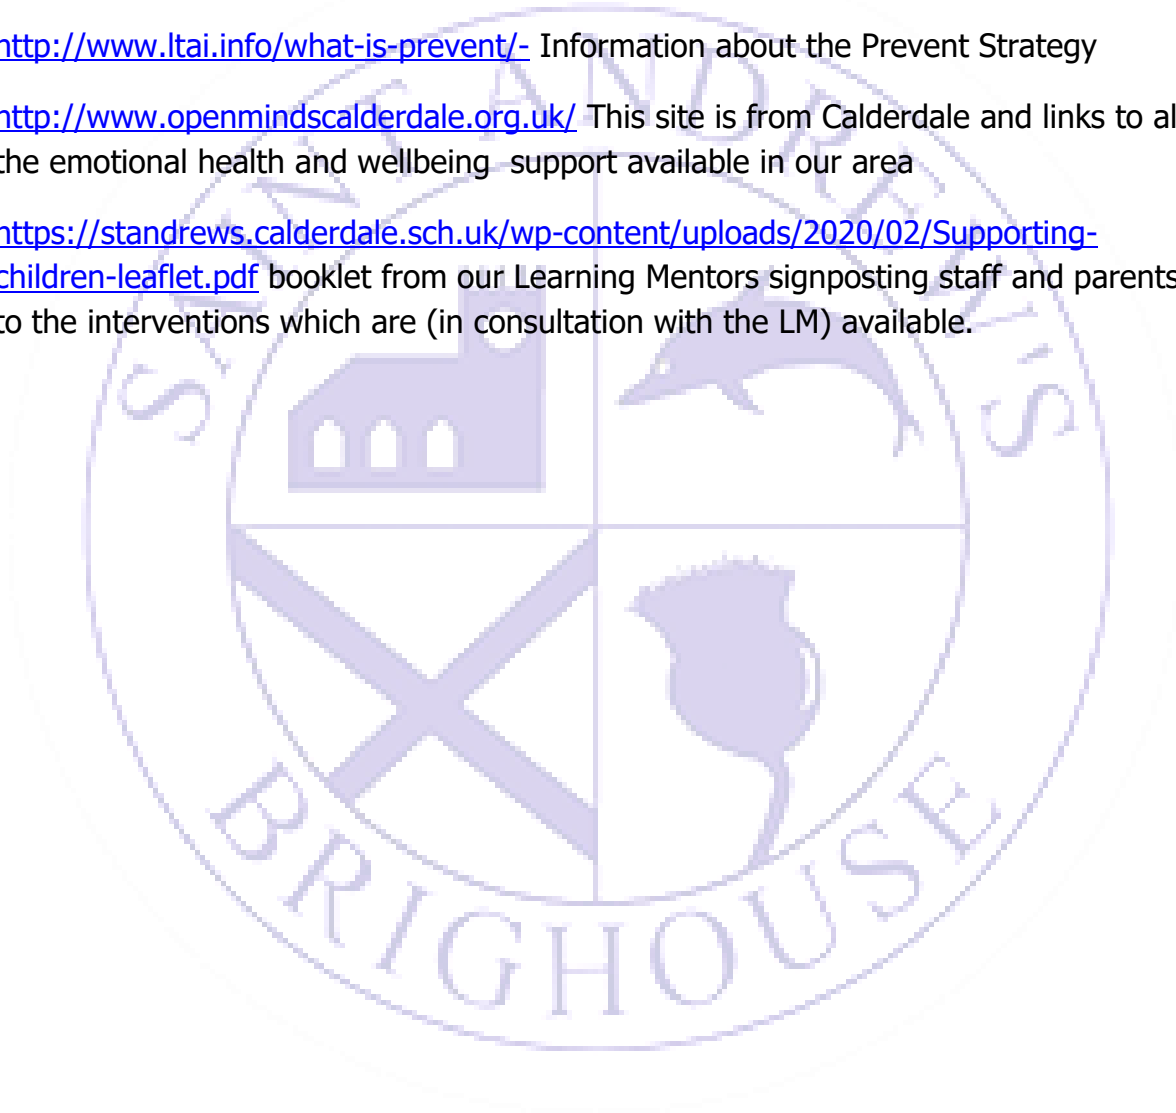 http://www.ltai.info/what-is-prevent/- Information about the Prevent Strategy
http://www.openmindscalderdale.org.uk/ This site is from Calderdale and links to al
the emotional health and wellbeing  support available in our area
https://standrews.calderdale.sch.uk/wp-content/uploads/2020/02/Supporting-
children-leaflet.pdf booklet from our Learning Mentors signposting staff and parents
to the interventions which are (in consultation with the LM) available.
SAINT ANDREW'S
BRIGHOUSE